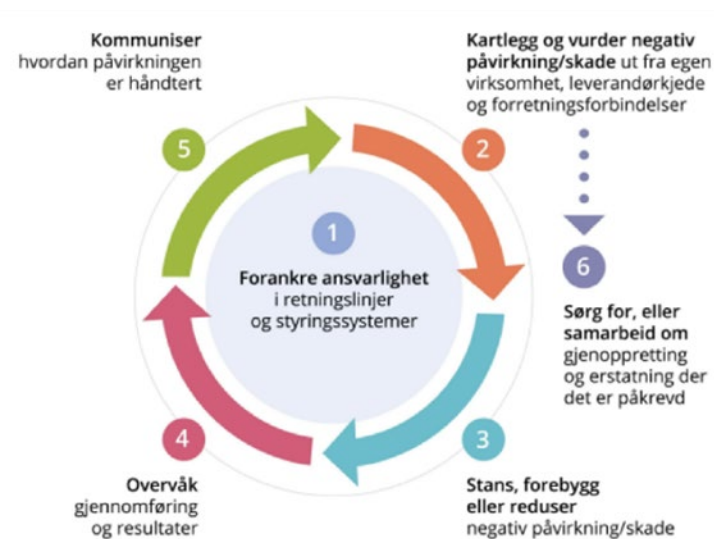 Kommuniser
hvordan påvirkningen
er håndtert
5
Kartlegg og vurder negativ
påvirkning/skade ut fra egen
virksomhet, leverandørkjede
og forretningsforbindelser
2
1
Forankre ansvarlighet
i retningslinjer
og styringssystemer
6
Sørg for, eller
samarbeid om
gjenoppretting
og erstatning der
det er påkrevd
4
Overvåk
gjennomføring
og resultater
3
Stans, forebygg
eller reduser
negativ påvirkning/skade